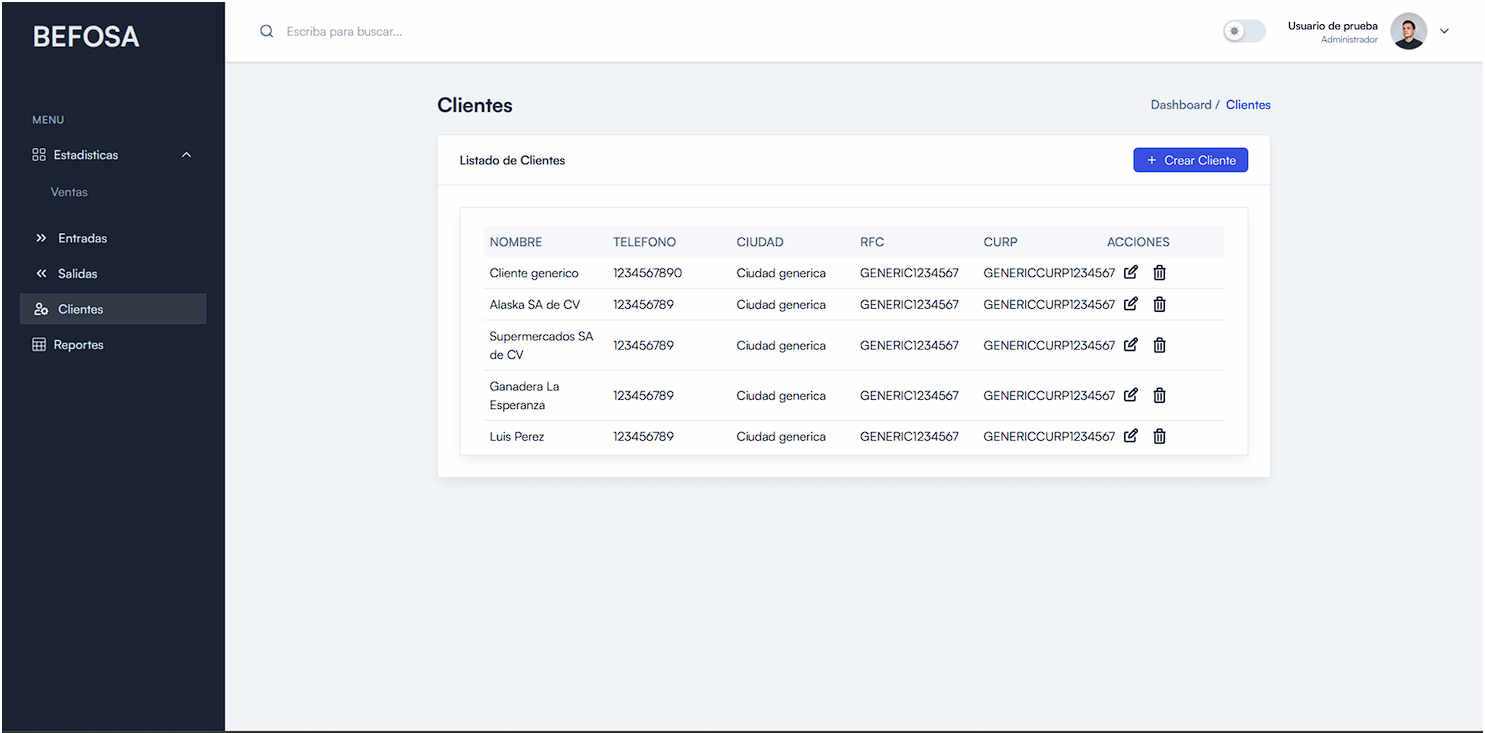 BEFOSA
Escriba para buscar...
Usuario de prueba
Administrador
MENU
Estadisticas
Ventas
Entradas
Salidas
Clientes
Reportes
Clientes
Dashboard / Clientes
Listado de Clientes
+ Crear Cliente
NOMBRE TELEFONO CIUDAD RFC CURP ACCIONES
Cliente generico 1234567890 Ciudad generica GENERIC1234567 GENERICCURP1234567
Alaska SA de CV 123456789 Ciudad generica GENERIC1234567 GENERICCURP1234567
Supermercados SA
de CV 123456789 Ciudad generica GENERIC1234567 GENERICCURP1234567
Ganadera La
Esperanza 123456789 Ciudad generica GENERIC1234567 GENERICCURP1234567
Luis Perez 123456789 Ciudad generica GENERIC1234567 GENERICCURP1234567